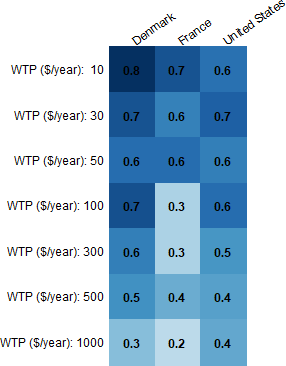 Denmark France United States
WTP ($/year): 10 0.8 0.7 0.6
WTP ($/year): 30 0.7 0.6 0.7
WTP ($/year): 50 0.6 0.6 0.6
WTP ($/year): 100 0.7 0.3 0.6
WTP ($/year): 300 0.6 0.3 0.5
WTP ($/year): 500 0.5 0.4 0.4
WTP ($/year): 1000 0.3 0.2 0.4